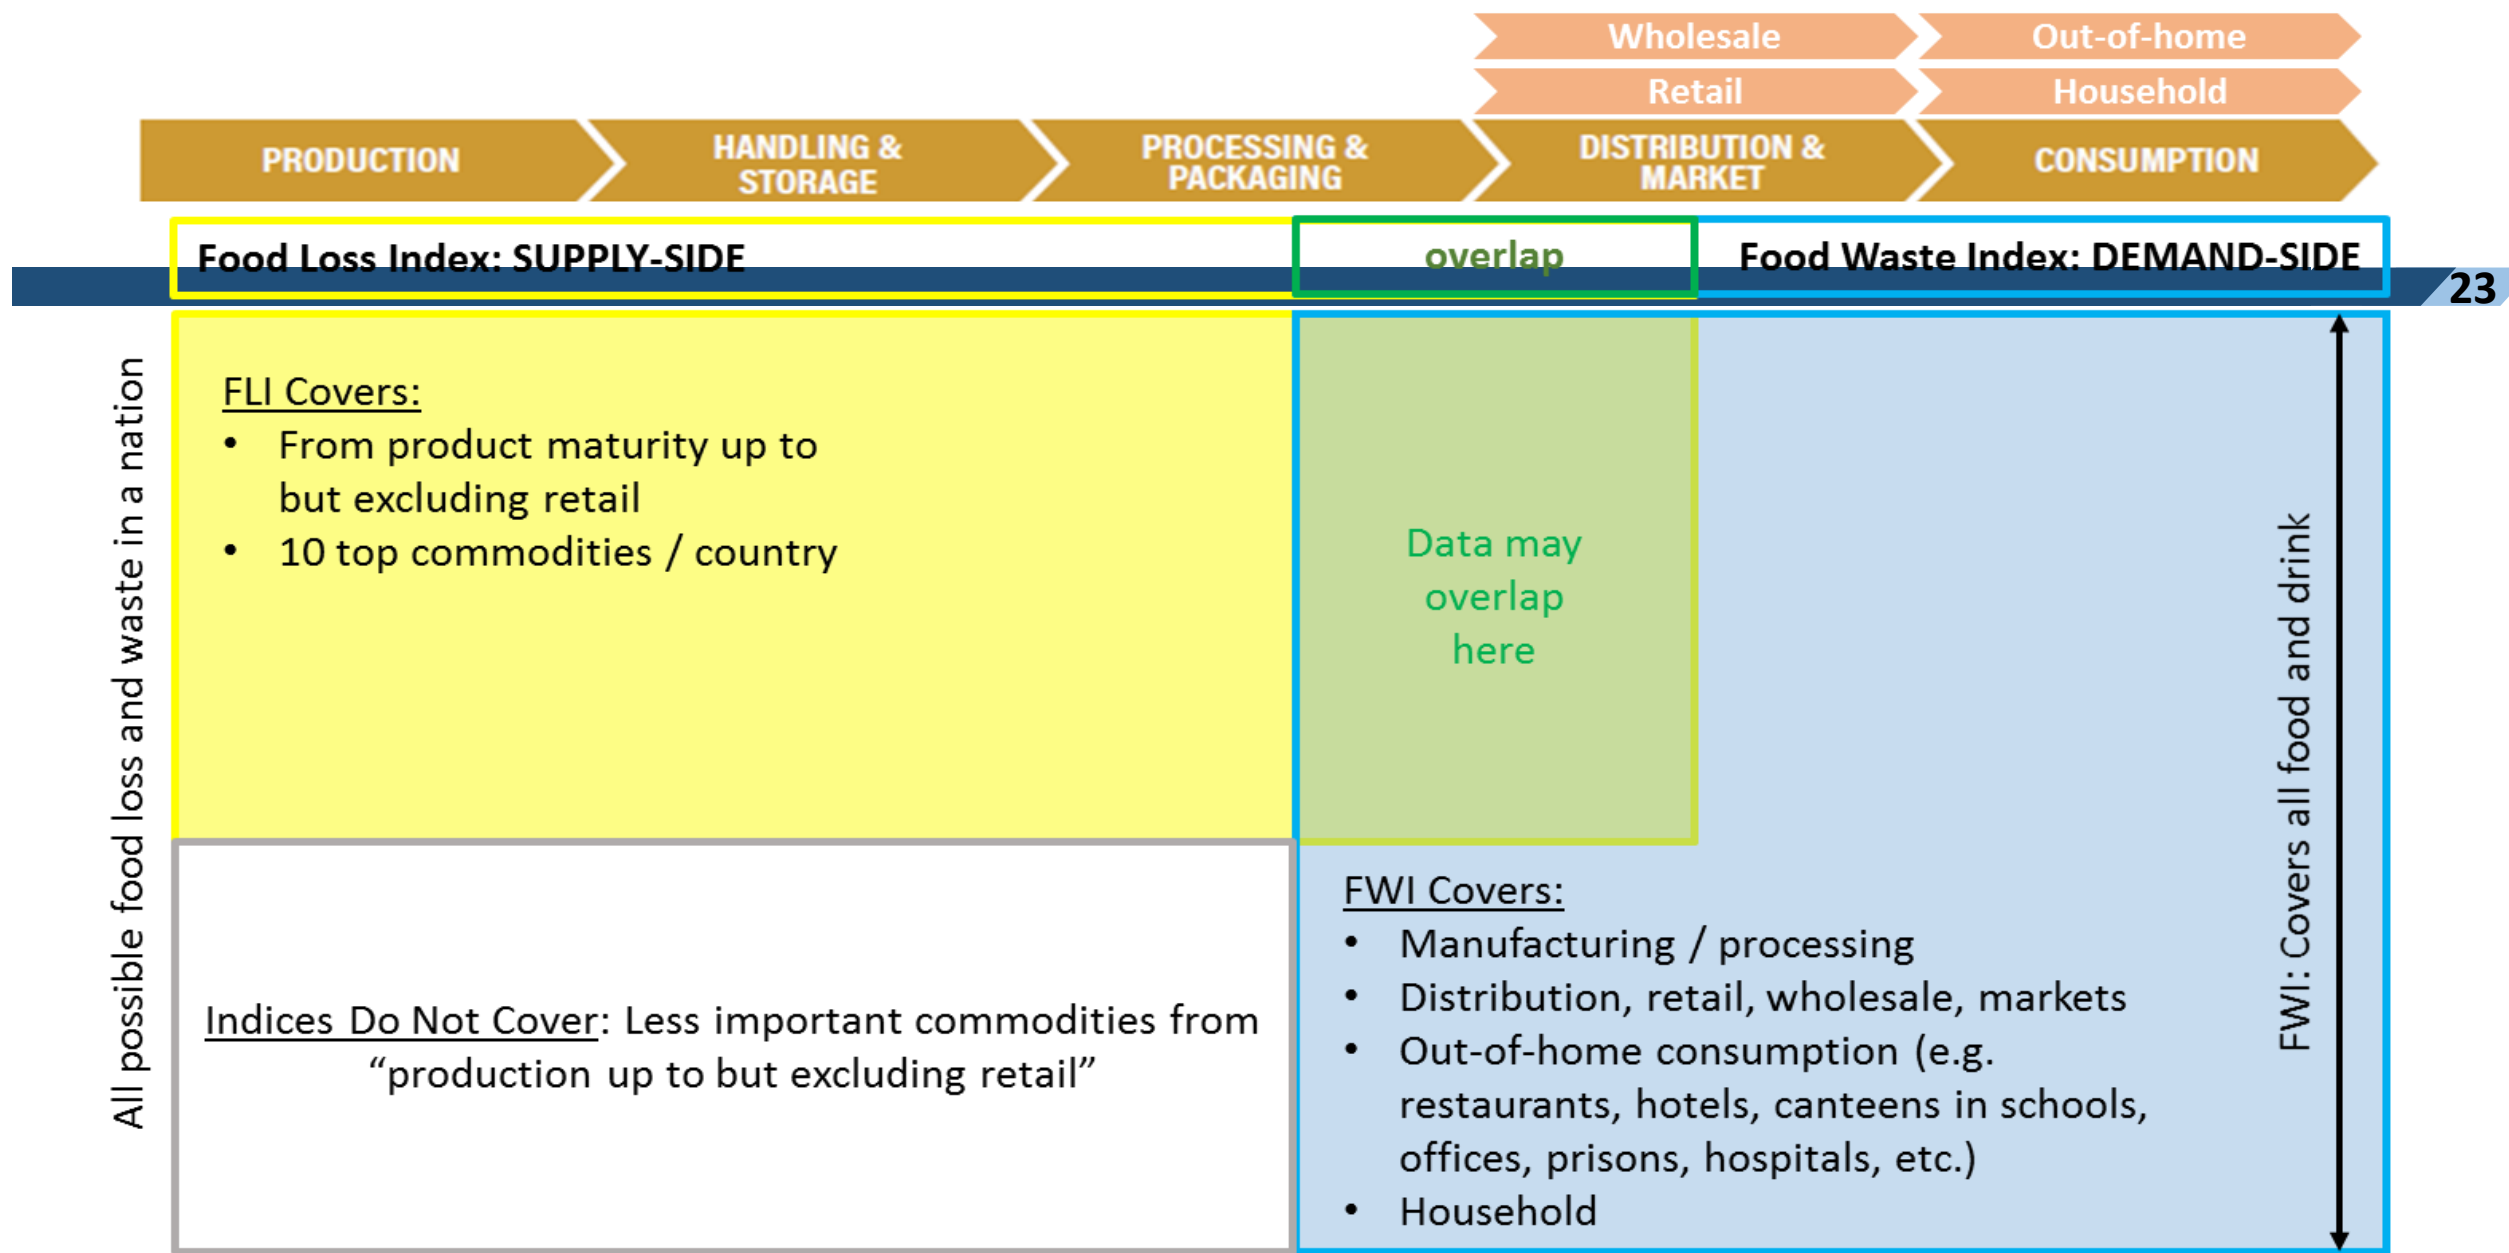 Wholesale
Out-of-home
Retail
Household
PRODUCTION
HANDLING &
STORAGE
PROCESSING &
PACKAGING
DISTRIBUTION &
MARKET
CONSUMPTION
Food Loss Index: SUPPLY-SIDE
overlap
Food Waste Index: DEMAND-SIDE
23
All possible food loss and waste in a nation
FLI Covers:
• From product maturity up to
but excluding retail
• 10 top commodities / country
Data may
overlap
here
FWI: Covers all food and drink
Indices Do Not Cover: Less important commodities from
“production up to but excluding retail”
FWI Covers:
• Manufacturing / processing
• Distribution, retail, wholesale, markets
• Out-of-home consumption (e.g.
restaurants, hotels, canteens in schools,
offices, prisons, hospitals, etc.)
• Household